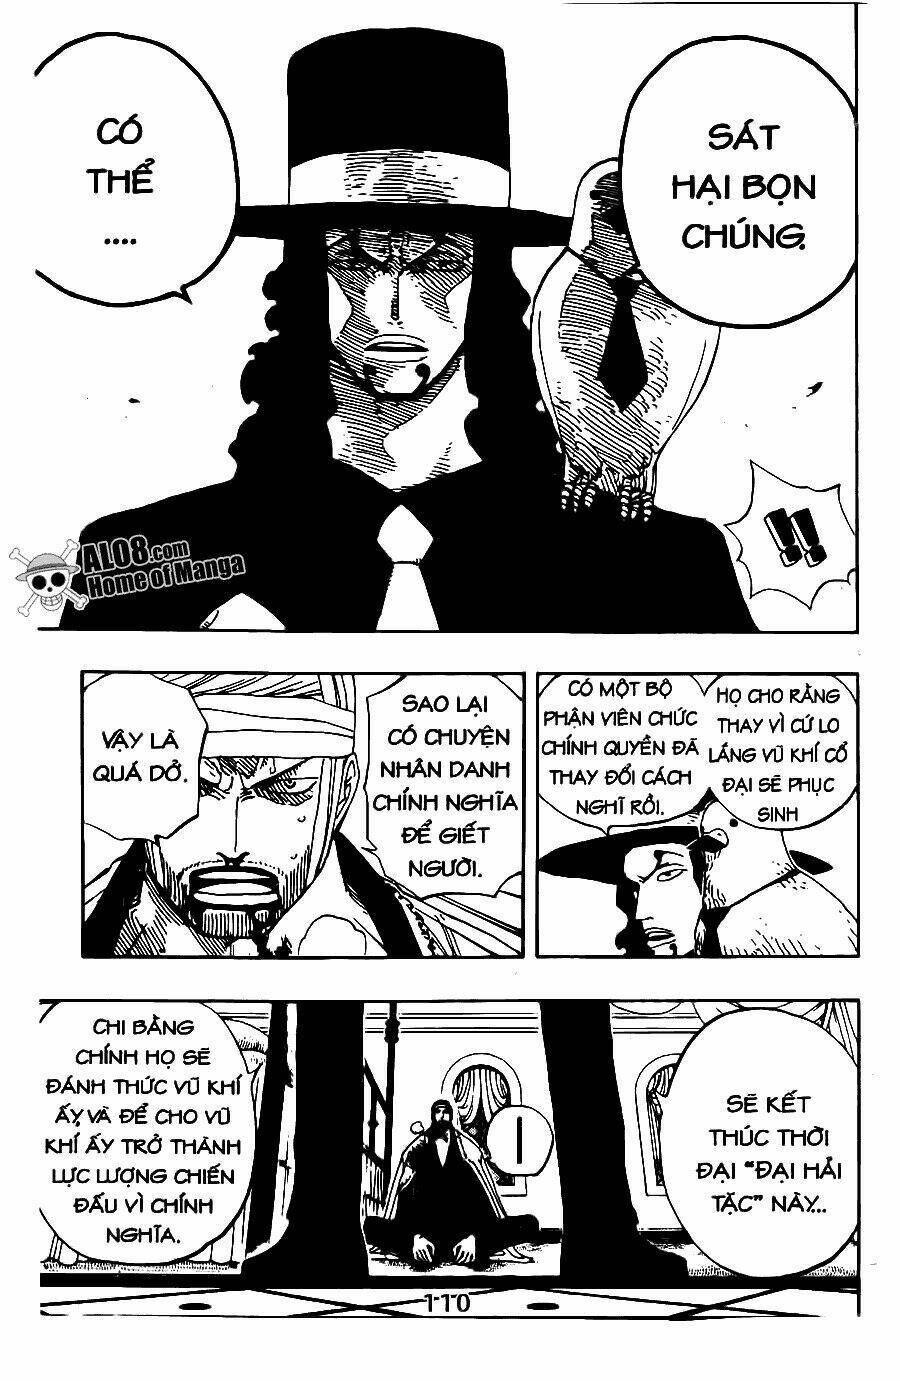 SÁT
HẠI BỌN
CHÚNG.
CÓ
THỂ
....
!!
AL08.com
Home of Manga
HỌ CHO RẰNG
THAY VÌ CỨ LO
LẮNG VŨ KHÍ CỔ
ĐẠI SẼ PHỤC
SINH
CÓ MỘT BỘ
PHẬN VIÊN CHỨC
CHÍNH QUYỀN ĐÃ
THAY ĐỔI CÁCH
NGHĨ RỒI.
SAO LẠI
CÓ CHUYỆN
NHÂN DANH
CHÍNH NGHĨA
ĐỂ GIẾT
NGƯỜI.
VẬY LÀ
QUÁ DỞ.
SẼ KẾT
THÚC THỜI
ĐẠI "ĐẠI HẢI
TẶC" NÀY...
CHI BẰNG
CHÍNH HỌ SẼ
ĐÁNH THỨC VŨ KHÍ
ẤY, VÀ ĐỂ CHO VŨ
KHÍ ẤY TRỞ THÀNH
LỰC LƯỢNG CHIẾN
ĐẤU VÌ CHÍNH
NGHĨA.
110